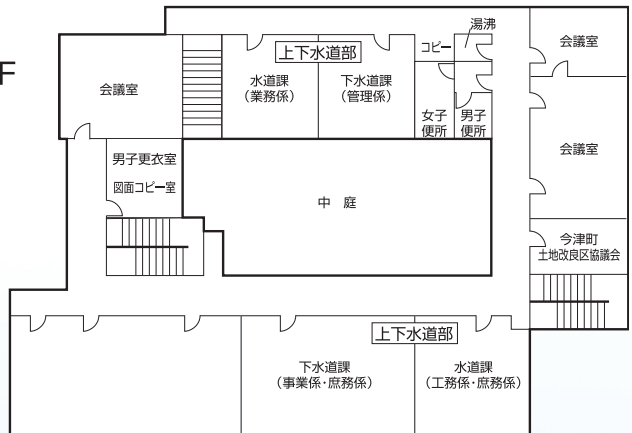 F
湯沸
コピー
会議室
上下水道部
会議室
水道課
（業務係）
下水道課
（管理係）
女子
便所
男子
便所
会議室
男子更衣室
図面コピー室
中 庭
今津町
土地改良区協議会
上下水道部
下水道課
（事業係・庶務係）
水道課
（工務係・庶務係）